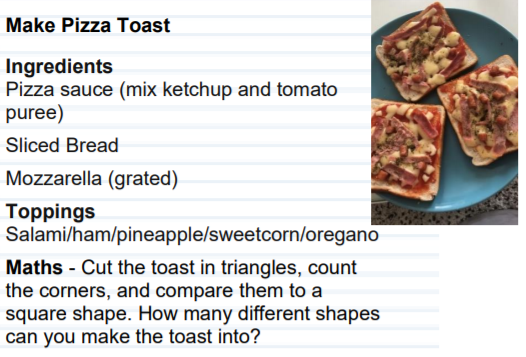 Make Pizza Toast
Ingredients
Pizza sauce (mix ketchup and tomato
puree)
Sliced Bread
Mozzarella (grated)
Toppings
Salami/ham/pineapple/sweetcorn/oregano
Maths - Cut the toast in triangles, count
the corners, and compare them to a
square shape. How many different shapes
can you make the toast into?